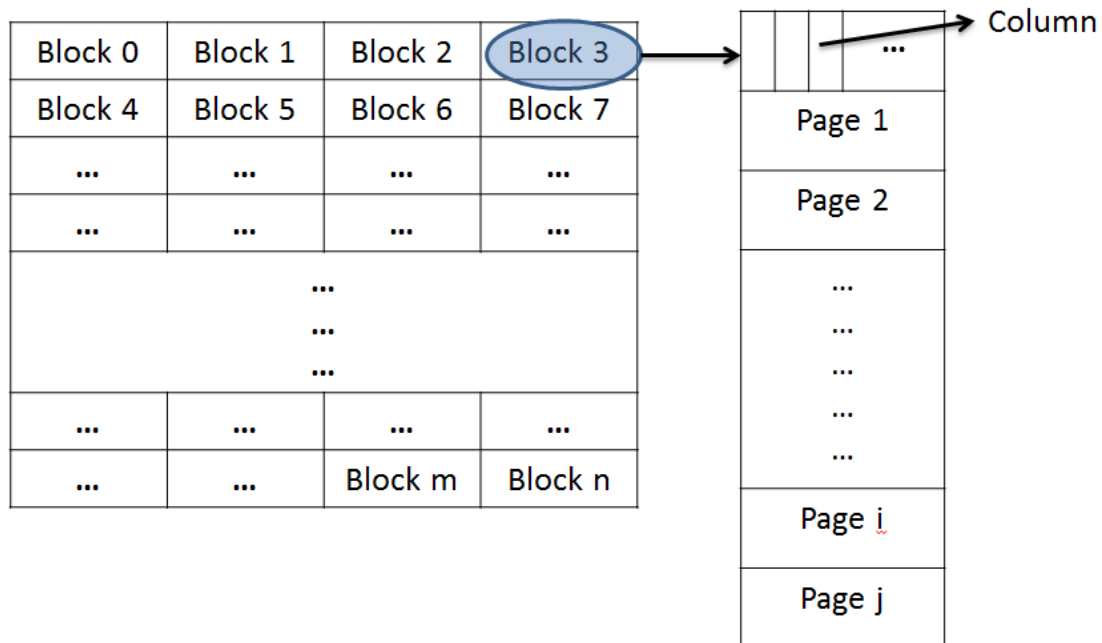 Block 0 Block 1 Block 2 Block 3
Block 4 Block 5 Block 6 Block 7
... ... ... ...
... ... ... ...
...
...
...
... ... ... ...
... ... Block m Block n
... Column
Page 1
Page 2
...
...
...
...
...
Page i
Page j